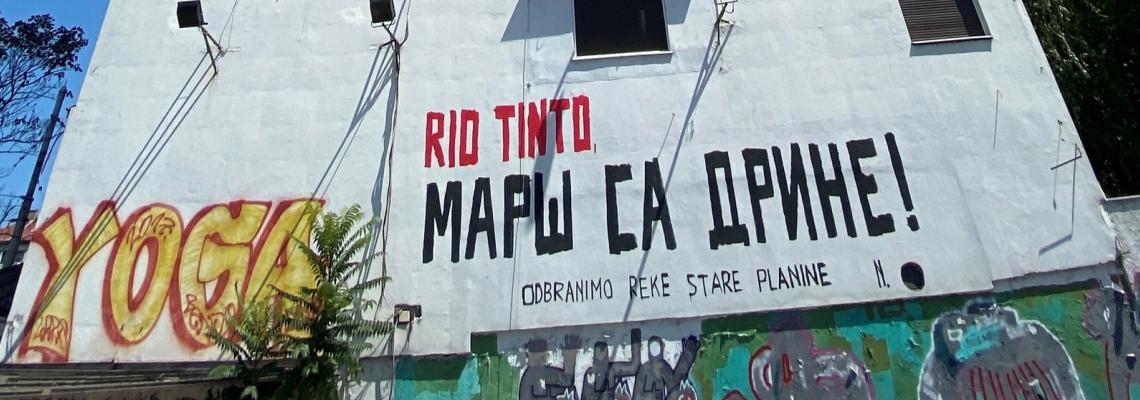 YOGA
RIO TINTO,
МАРШ СА ДРИНЕ!
ODBRANIMO REKE STARE PLANINE N.